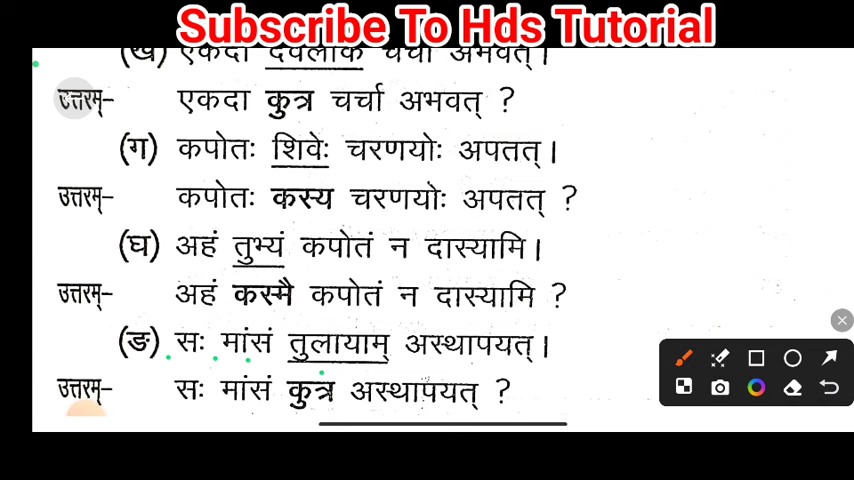 Subscribe To Hds Tutorial
(ख) एकदा देवलोके चर्चा अभवत्।
उत्तरम्– एकदा कुत्र चर्चा अभवत् ?
(ग) कपोतः शिवेः चरणयोः अपतत्।
उत्तरम्– कपोतः कस्य चरणयोः अपतत् ?
(घ) अहं तुभ्यं कपोतं न दास्यामि।
उत्तरम्– अहं कस्मै कपोतं न दास्यामि ?
(ङ) सः मांसं तुलायाम् अस्थापयत्।
उत्तरम्– सः मांसं कुत्र अस्थापयत् ?